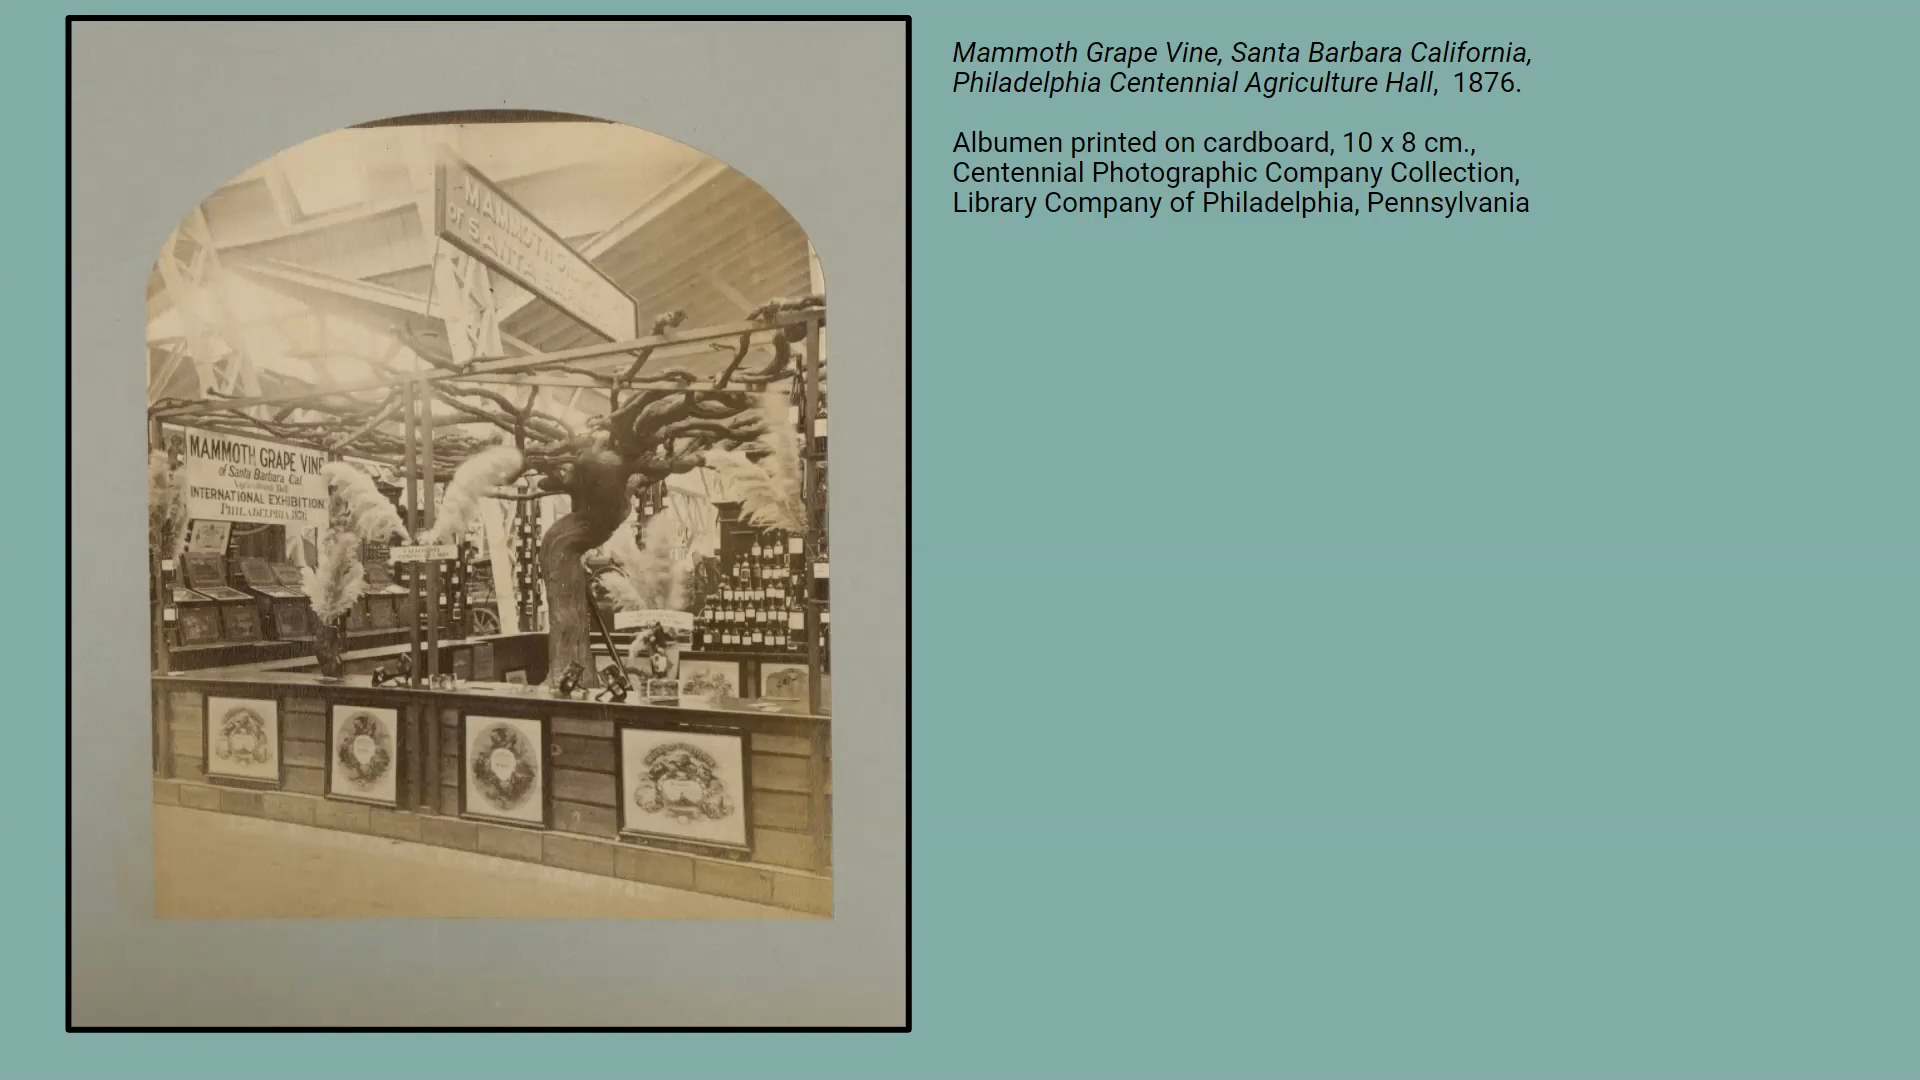 Mammoth Grape Vine, Santa Barbara California,
Philadelphia Centennial Agriculture Hall, 1876.
Albumen printed on cardboard, 10 x 8 cm.,
Centennial Photographic Company Collection,
Library Company of Philadelphia, Pennsylvania
MAMMOTH
of SANTA
MAMMOTH GRAPE VINE
of Santa Barbara Cal
INTERNATIONAL EXHIBITION
PHILADELPHIA 1876